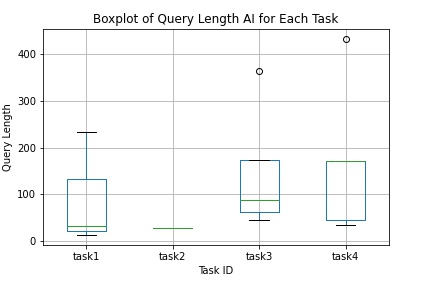 Boxplot of Query Length AI for Each Task
Query Length
400
300
200
100
0
task1 task2 task3 task4
Task ID